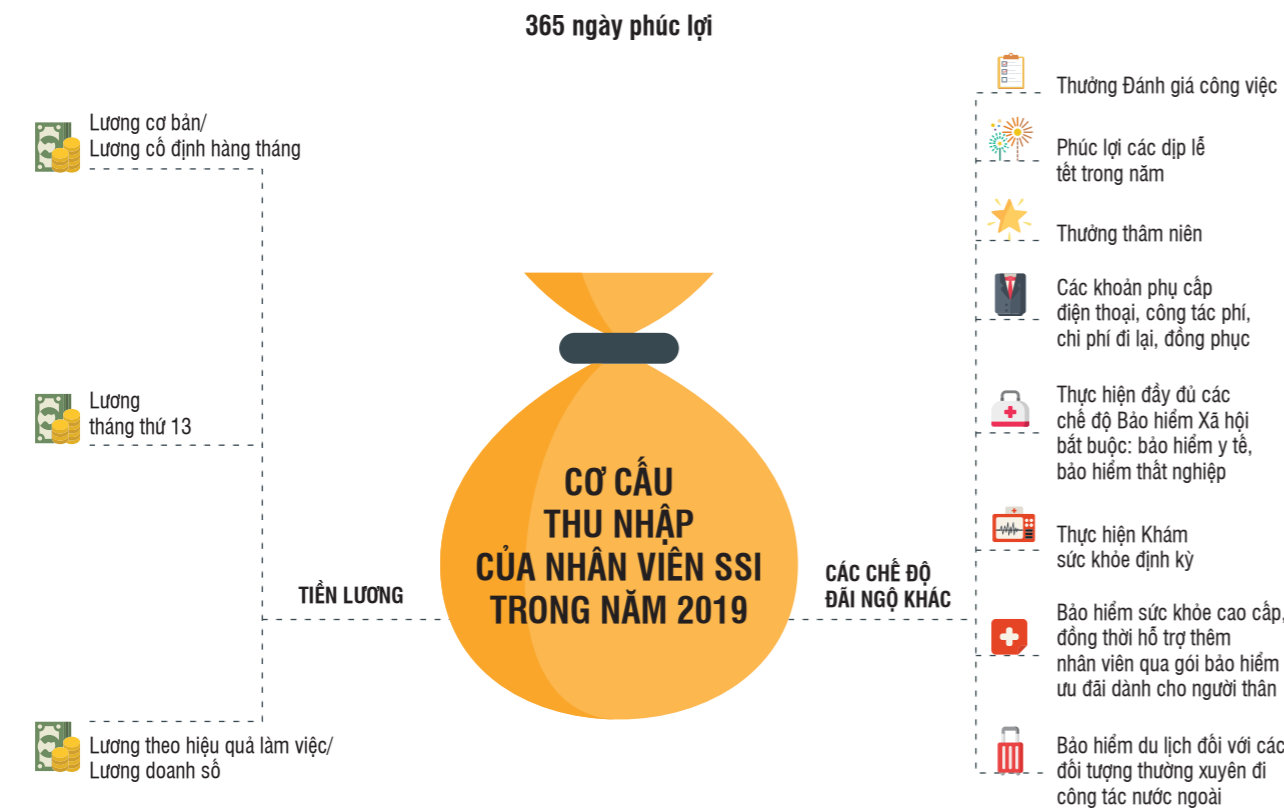 365 ngày phúc lợi
Lương cơ bản/
Lương cố định hàng tháng
Lương
tháng thứ 13
Lương theo hiệu quả làm việc/
Lương doanh số
TIỀN LƯƠNG
CƠ CẤU
THU NHẬP
CỦA NHÂN VIÊN SSI
TRONG NĂM 2019
CÁC CHẾ ĐỘ
ĐÃI NGỘ KHÁC
Thưởng Đánh giá công việc
Phúc lợi các dịp lễ
tết trong năm
Thưởng thâm niên
Các khoản phụ cấp
điện thoại, công tác phí,
chi phí đi lại, đồng phục
Thực hiện đầy đủ các
chế độ Bảo hiểm Xã hội
bắt buộc: bảo hiểm y tế,
bảo hiểm thất nghiệp
Thực hiện Khám
sức khỏe định kỳ
Bảo hiểm sức khỏe cao cấp,
đồng thời hỗ trợ thêm
nhân viên qua gói bảo hiểm
ưu đãi dành cho người thân
Bảo hiểm du lịch đối với các
đối tượng thường xuyên đi
công tác nước ngoài